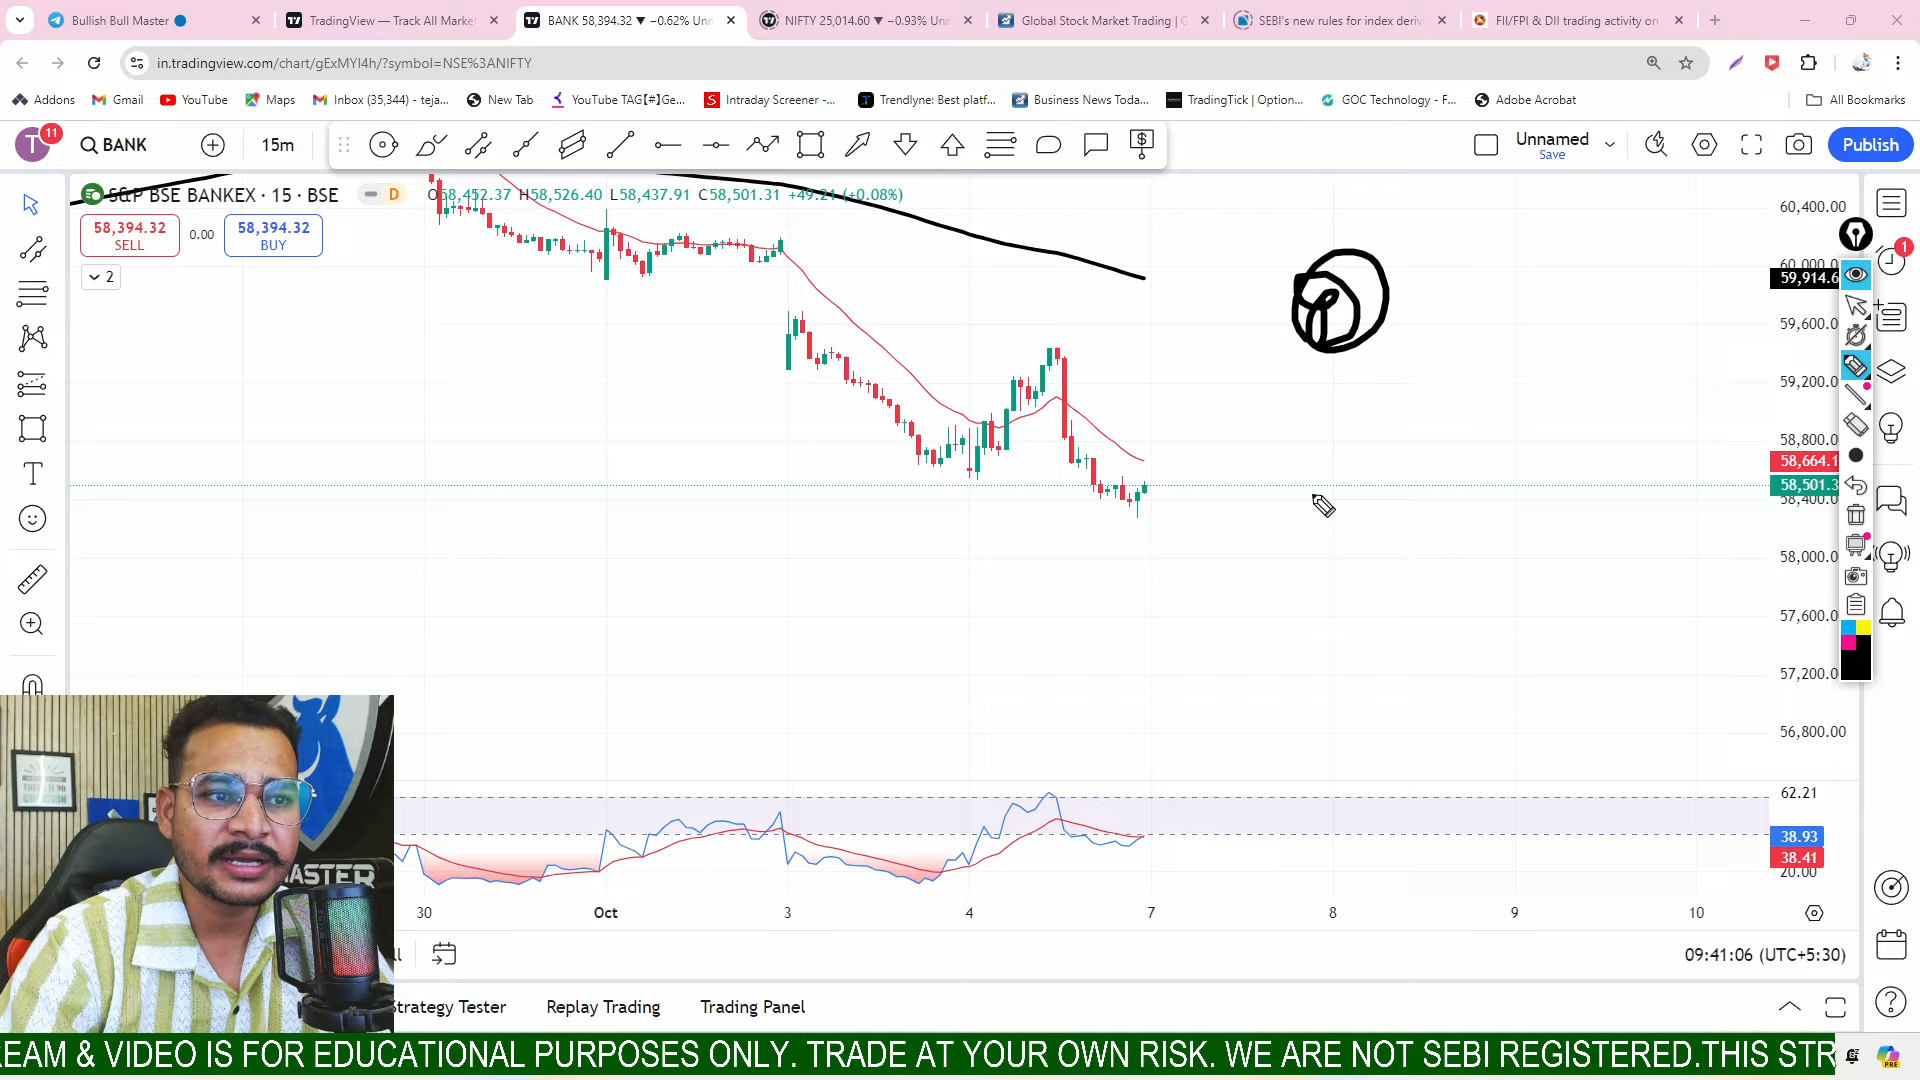 Bullish Bull Master
TradingView — Track All Marke
BANK 58,394.32 ▼ −0.62% Unn
NIFTY 25,014.60 ▼ −0.93% Unn
Global Stock Market Trading | G
SEBI's new rules for index deriv
FII/FPI & DII trading activity on
in.tradingview.com/chart/gExMYI4h/?symbol=NSE%3ANIFTY
Addons
Gmail
YouTube
Maps
Inbox (35,344) - teja...
New Tab
YouTube TAG【#】Ge...
Intraday Screener -...
Trendlyne: Best platf...
Business News Toda...
TradingTick | Option...
GOC Technology - F...
Adobe Acrobat
All Bookmarks
T
11
BANK
15m
Unnamed
Save
Publish
S&P BSE BANKEX · 15 · BSE
D
O58,452.37 H58,526.40 L58,437.91 C58,501.31 +49.21 (+0.08%)
58,394.32
SELL
0.00
58,394.32
BUY
2
60,400.00
60,000.0
59,914.6
59,600.0
59,200.0
58,800.0
58,664.1
58,501.3
58,400.0
58,000.0
57,600.0
57,200.0
56,800.00
1
62.21
38.93
38.41
20.00
30
Oct
3
4
7
8
9
10
09:41:06 (UTC+5:30)
Strategy Tester
Replay Trading
Trading Panel
MASTER
REAM & VIDEO IS FOR EDUCATIONAL PURPOSES ONLY. TRADE AT YOUR OWN RISK. WE ARE NOT SEBI REGISTERED.THIS STR
PRE